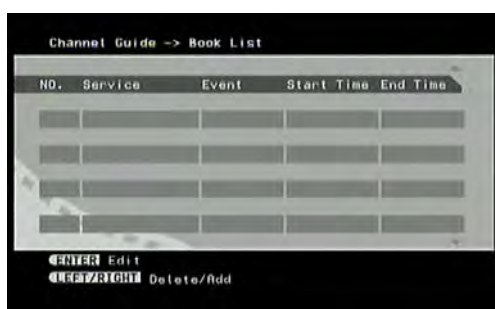 Channel Guide -> Book List
NO. Service Event Start Time End Time
ENTER Edit
LEFT/RIGHT Delete/Add